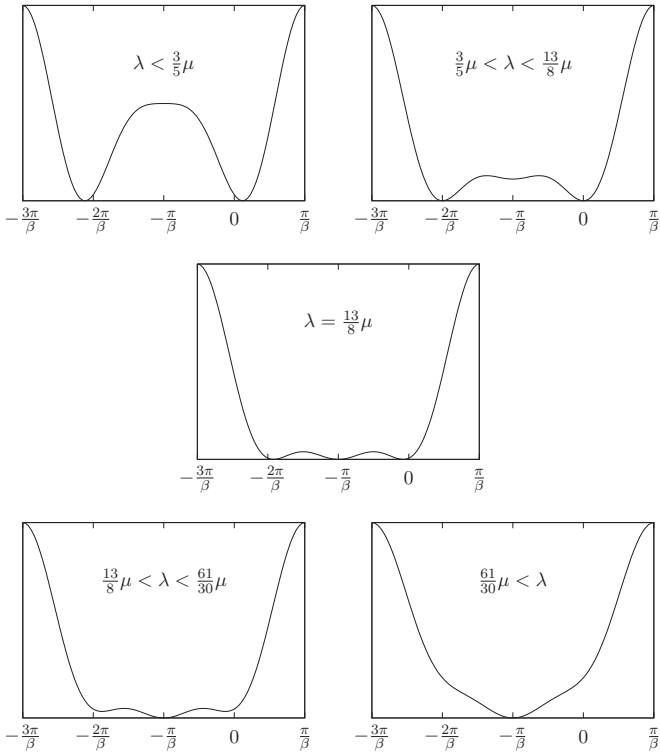 λ < 3/5 μ
3/5 μ < λ < 13/8 μ
−3π/β −2π/β −π/β 0 π/β
−3π/β −2π/β −π/β 0 π/β
λ = 13/8 μ
−3π/β −2π/β −π/β 0 π/β
13/8 μ < λ < 61/30 μ
61/30 μ < λ
−3π/β −2π/β −π/β 0 π/β
−3π/β −2π/β −π/β 0 π/β